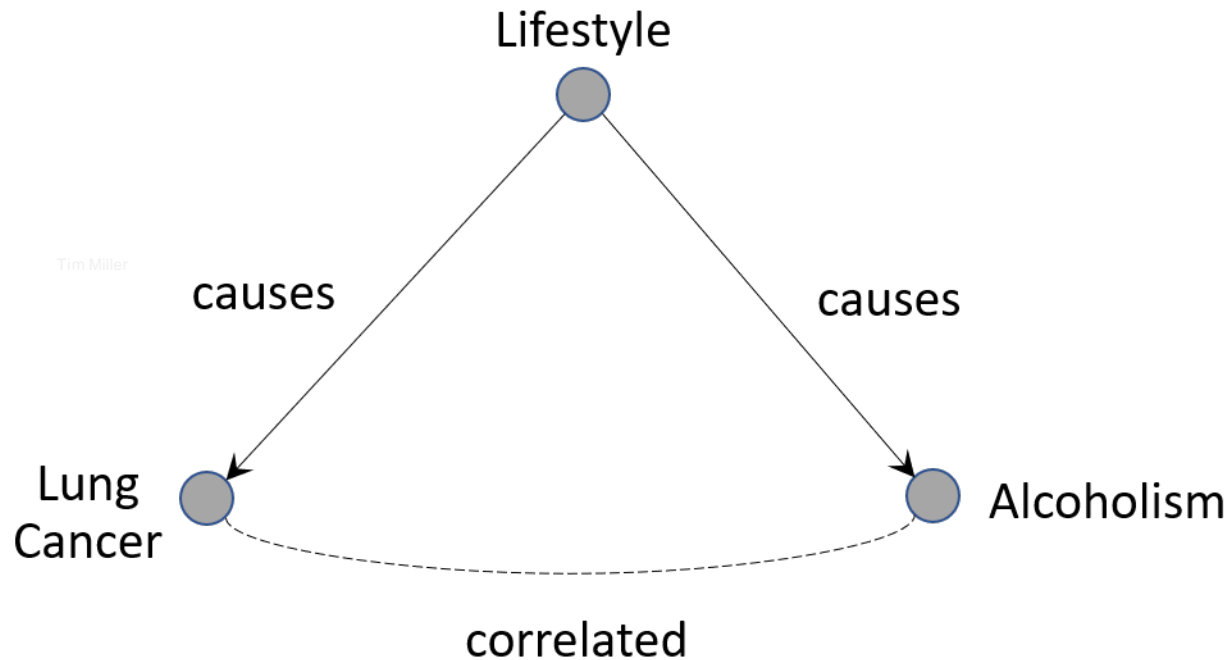 Lifestyle
Tim Miller
causes
causes
Lung
Cancer
Alcoholism
correlated